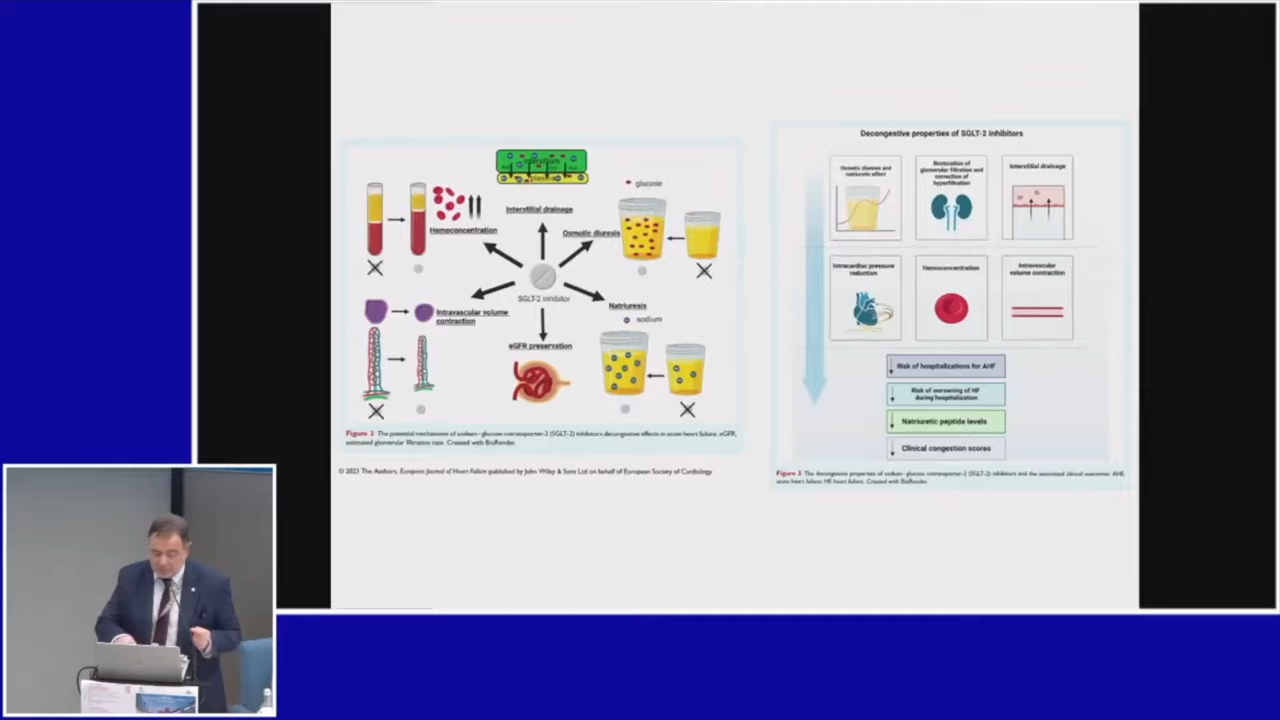 glucose
Interstitial drainage
Hemoconcentration
Osmotic diuresis
SGLT-2 inhibitor
Natriuresis
sodium
Intravascular volume
contraction
eGFR preservation
Figure 2 The potential mechanisms of sodium–glucose cotransporter-2 (SGLT-2) inhibitors decongestive effects in acute heart failure. eGFR,
estimated glomerular filtration rate. Created with BioRender.
© 2023 The Authors. European Journal of Heart Failure published by John Wiley & Sons Ltd on behalf of European Society of Cardiology
Decongestive properties of SGLT-2 inhibitors
Osmotic diuresis and
natriuretic effect
Restoration of
glomerular filtration and
correction of
hyperfiltration
Interstitial drainage
Intracardiac pressure
reduction
Hemoconcentration
Intravascular
volume contraction
Risk of hospitalizations for AHF
Risk of worsening of HF
during hospitalization
Natriuretic peptide levels
Clinical congestion scores
Figure 3 The decongestive properties of sodium–glucose cotransporter-2 (SGLT-2) inhibitors and the associated clinical outcomes. AHF,
acute heart failure; HF, heart failure. Created with BioRender.